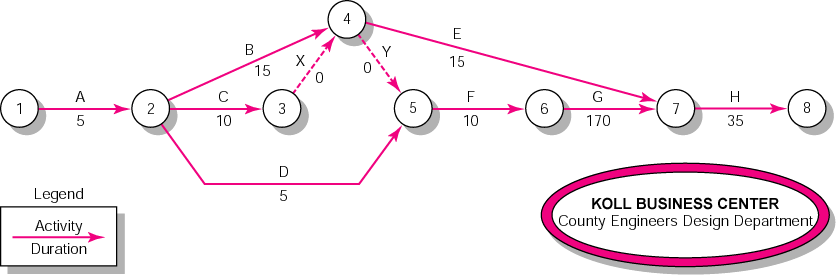 4
B
15
X
0
Y
0
E
15
1
A
5
2
C
10
3
5
F
10
6
G
170
7
H
35
8
D
5
Legend
Activity
Duration
KOLL BUSINESS CENTER
County Engineers Design Department